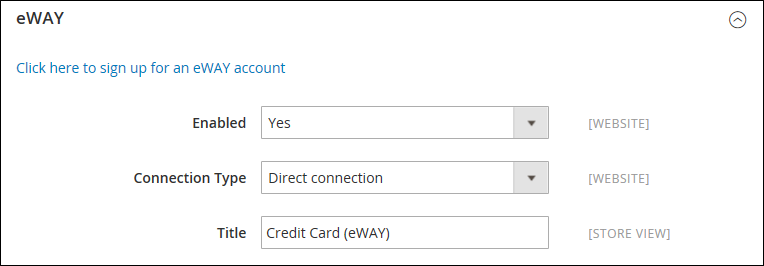 eWAY
Click here to sign up for an eWAY account
Enabled Yes [WEBSITE]
Connection Type Direct connection [WEBSITE]
Title Credit Card (eWAY) [STORE VIEW]